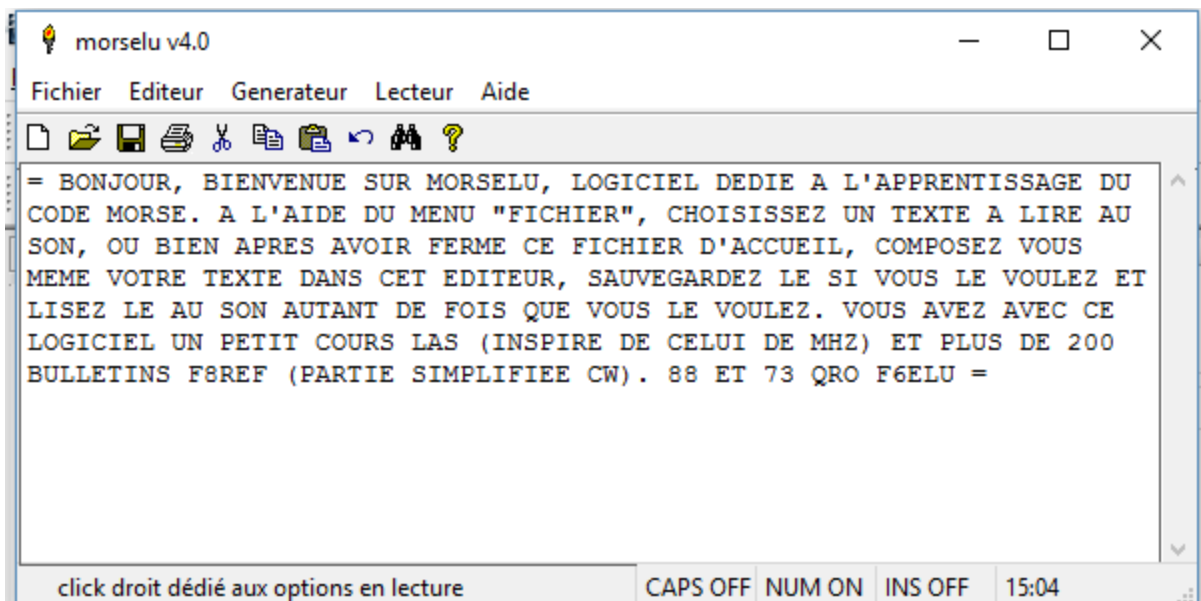 morselu v4.0
Fichier Editeur Generateur Lecteur Aide
= BONJOUR, BIENVENUE SUR MORSELU, LOGICIEL DEDIE A L'APPRENTISSAGE DU
CODE MORSE. A L'AIDE DU MENU "FICHIER", CHOISISSEZ UN TEXTE A LIRE AU
SON, OU BIEN APRES AVOIR FERME CE FICHIER D'ACCUEIL, COMPOSEZ VOUS
MEME VOTRE TEXTE DANS CET EDITEUR, SAUVEGARDEZ LE SI VOUS LE VOULEZ ET
LISEZ LE AU SON AUTANT DE FOIS QUE VOUS LE VOULEZ. VOUS AVEZ AVEC CE
LOGICIEL UN PETIT COURS LAS (INSPIRE DE CELUI DE MHZ) ET PLUS DE 200
BULLETINS F8REF (PARTIE SIMPLIFIEE CW). 88 ET 73 QRO F6ELU =
click droit dédié aux options en lecture CAPS OFF NUM ON INS OFF 15:04